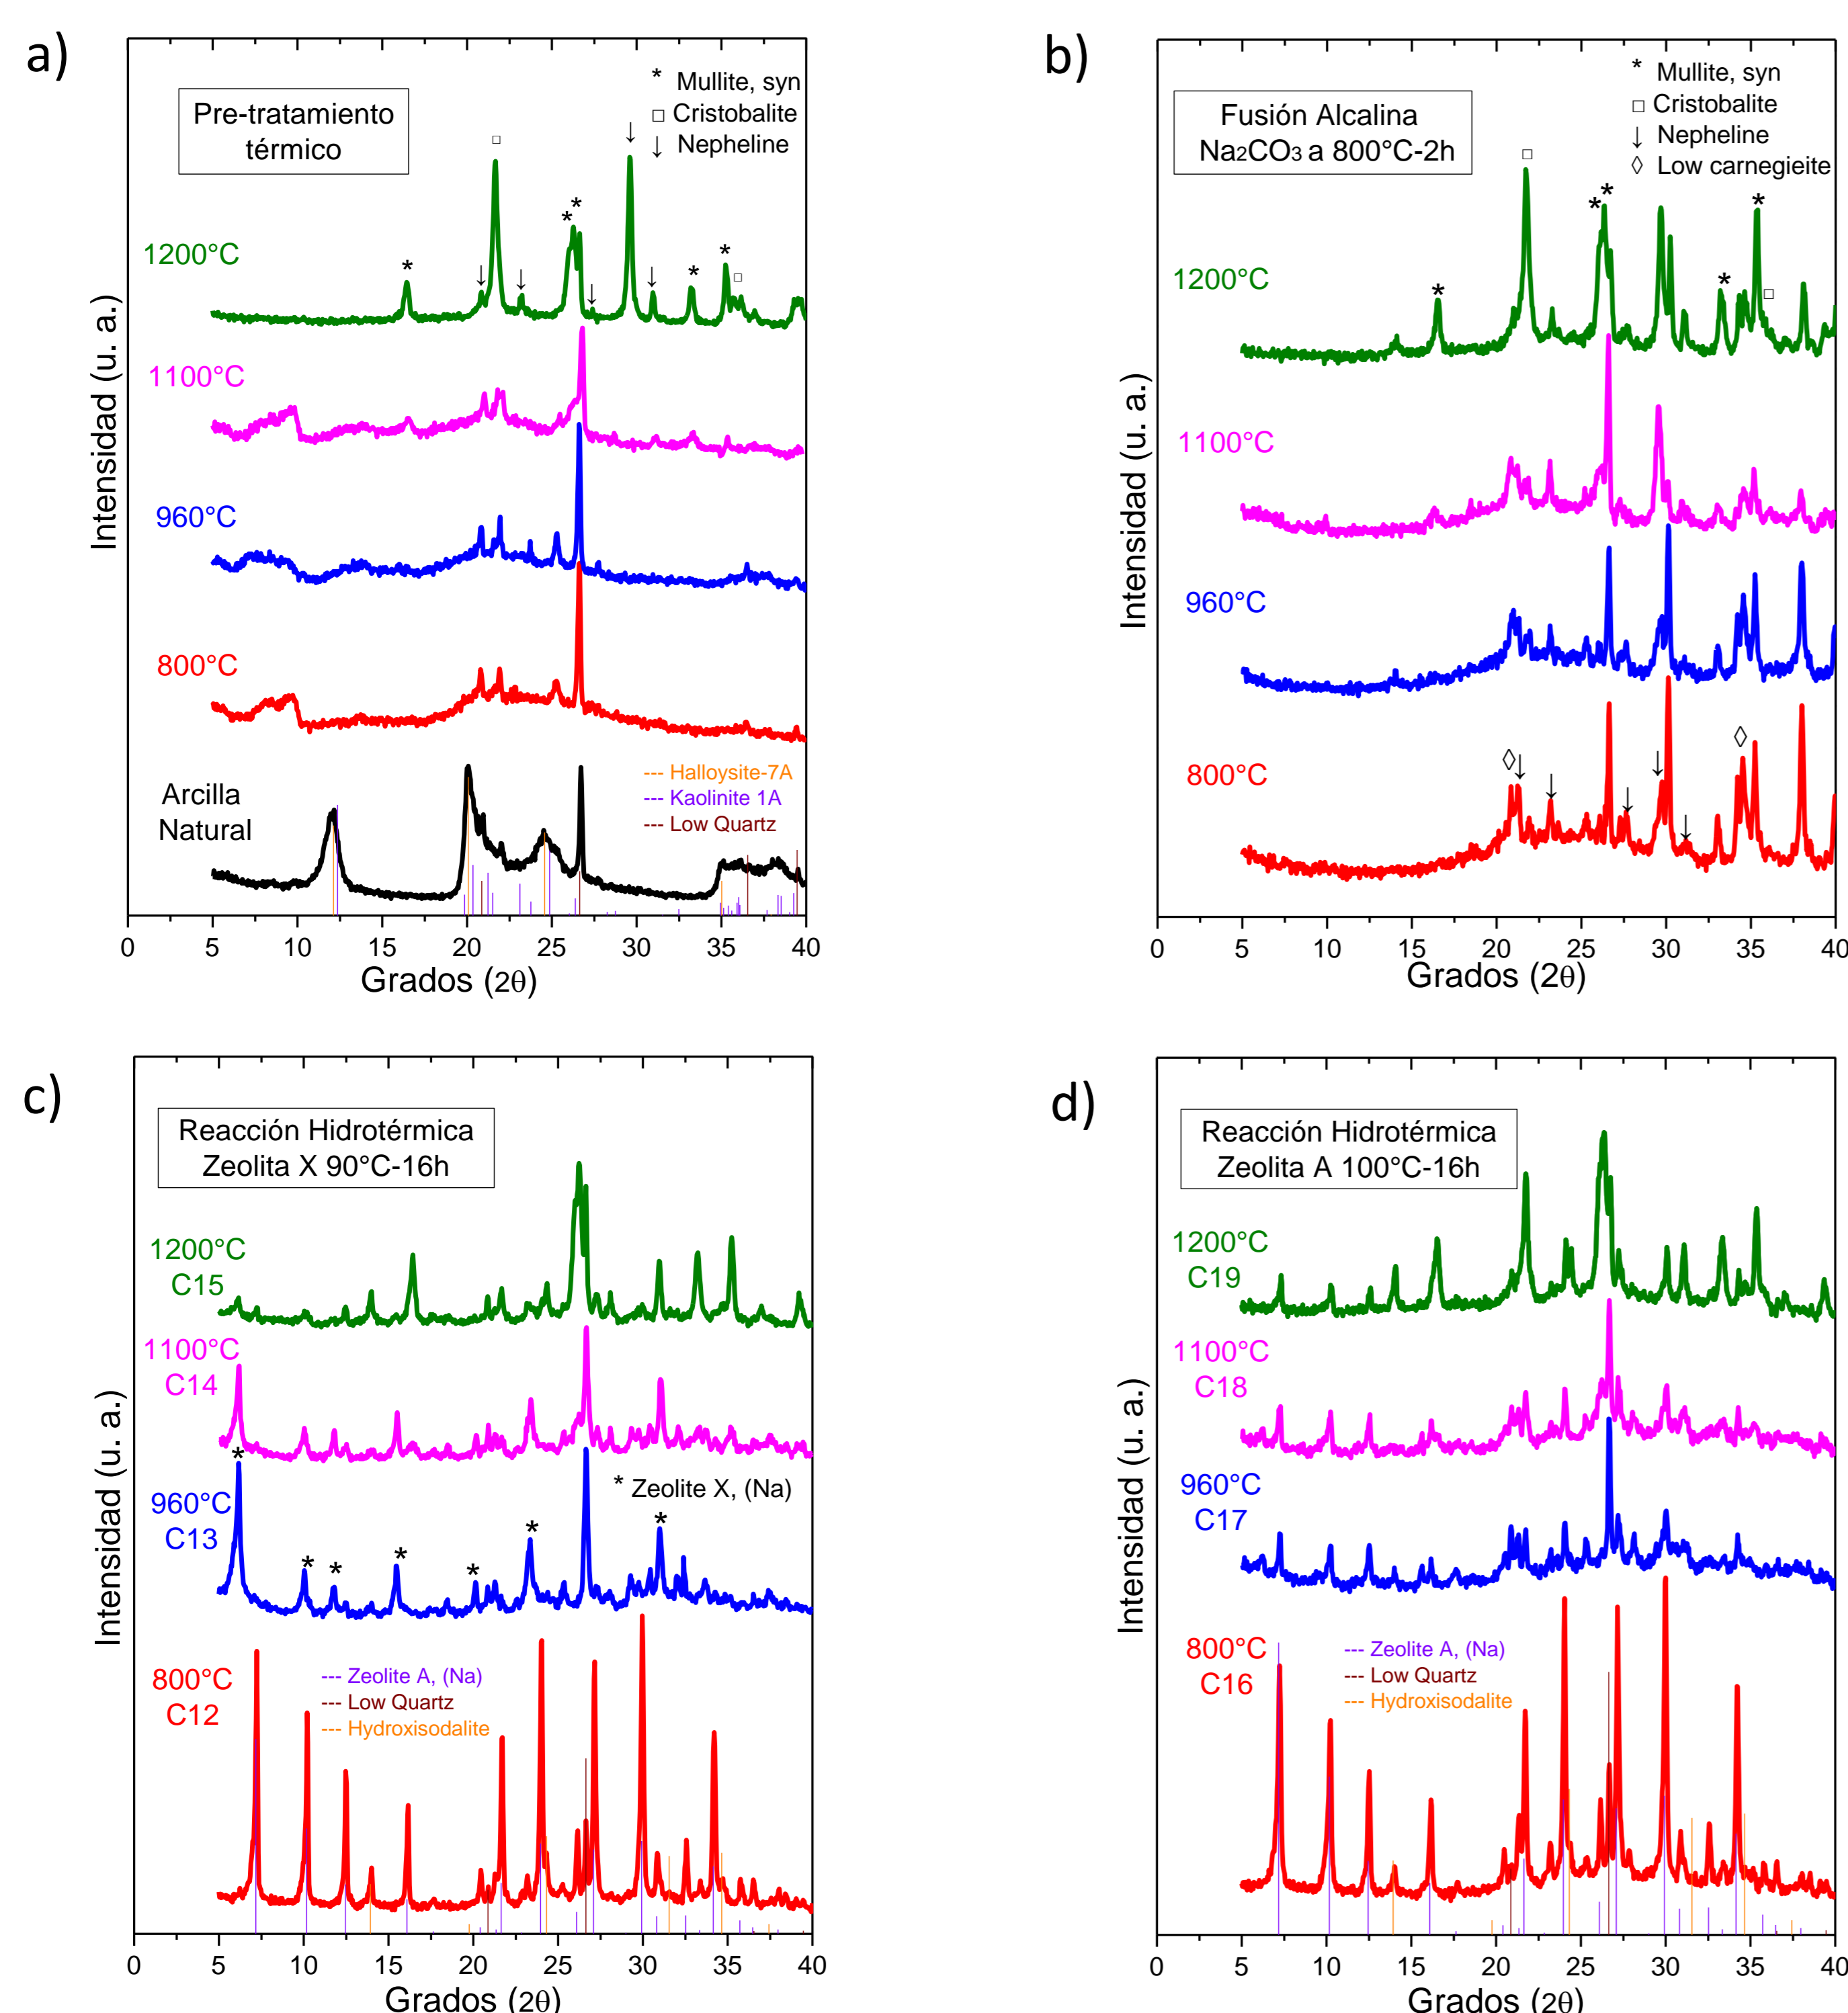 a)
Pre-tratamiento
térmico
* Mullite, syn
□ Cristobalite
↓ Nepheline
1200°C
1100°C
960°C
800°C
Arcilla
Natural
--- Halloysite-7A
--- Kaolinite 1A
--- Low Quartz
Intensidad (u. a.)
0 5 10 15 20 25 30 35 40
Grados (2θ)
b)
Fusión Alcalina
Na2CO3 a 800°C-2h
* Mullite, syn
□ Cristobalite
↓ Nepheline
◊ Low carnegieite
1200°C
1100°C
960°C
800°C
Intensidad (u. a.)
0 5 10 15 20 25 30 35 40
Grados (2θ)
c)
Reacción Hidrotérmica
Zeolita X 90°C-16h
1200°C
C15
1100°C
C14
960°C
C13
* Zeolite X, (Na)
800°C
C12
--- Zeolite A, (Na)
--- Low Quartz
--- Hydroxisodalite
Intensidad (u. a.)
0 5 10 15 20 25 30 35 40
Grados (2θ)
d)
Reacción Hidrotérmica
Zeolita A 100°C-16h
1200°C
C19
1100°C
C18
960°C
C17
800°C
C16
--- Zeolite A, (Na)
--- Low Quartz
--- Hydroxisodalite
Intensidad (u. a.)
0 5 10 15 20 25 30 35 40
Grados (2θ)